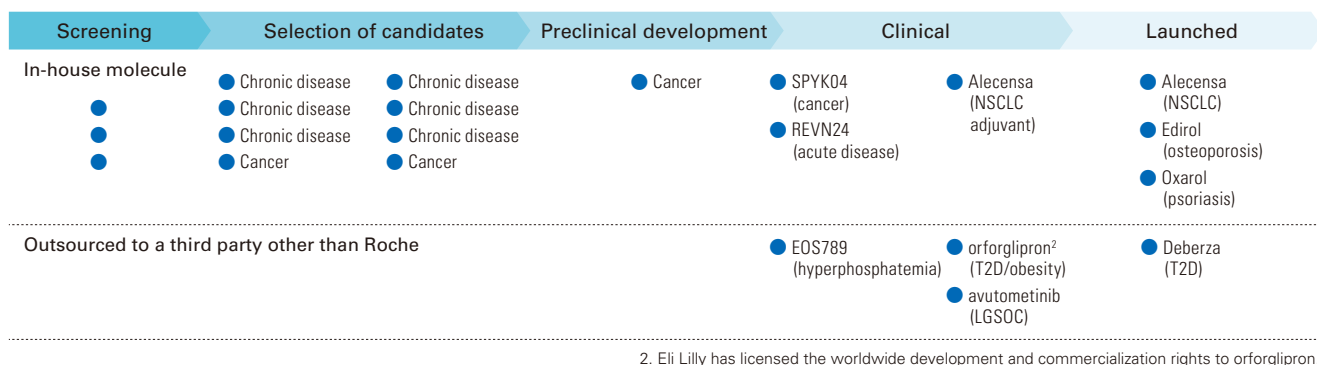 Screening
Selection of candidates
Preclinical development
Clinical
Launched
In-house molecule
Chronic disease
Chronic disease
Chronic disease
Cancer
Chronic disease
Chronic disease
Chronic disease
Cancer
Cancer
SPYK04
(cancer)
REVN24
(acute disease)
Alecensa
(NSCLC
adjuvant)
Alecensa
(NSCLC)
Edirol
(osteoporosis)
Oxarol
(psoriasis)
Outsourced to a third party other than Roche
EOS789
(hyperphosphatemia)
orforglipron2
(T2D/obesity)
avutometinib
(LGSOC)
Deberza
(T2D)
2. Eli Lilly has licensed the worldwide development and commercialization rights to orforglipron